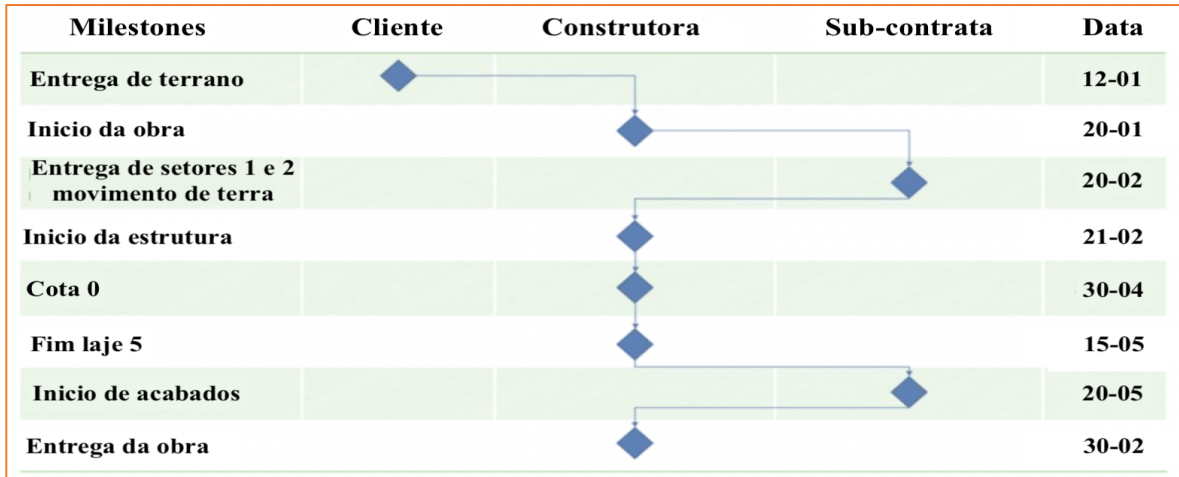 Milestones Cliente Construtora Sub-contrata Data
Entrega de terrano 12-01
Inicio da obra 20-01
Entrega de setores 1 e 2
movimento de terra 20-02
Inicio da estrutura 21-02
Cota 0 30-04
Fim laje 5 15-05
Inicio de acabados 20-05
Entrega da obra 30-02